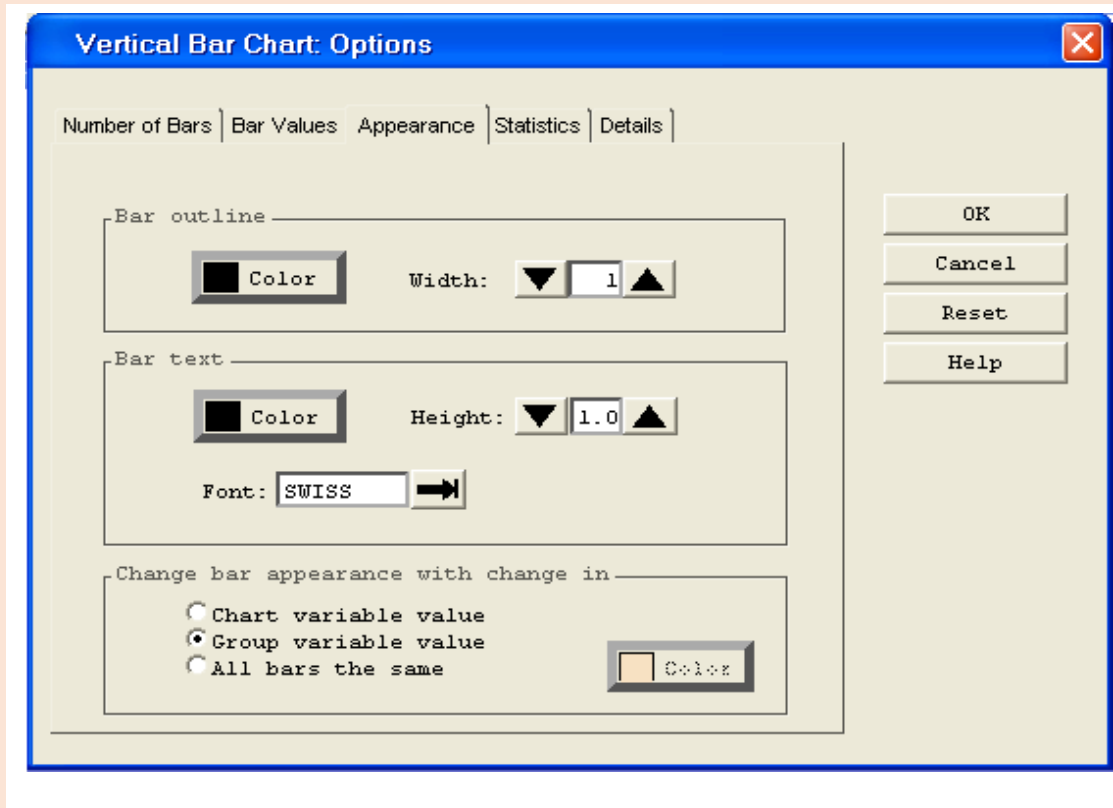 Vertical Bar Chart: Options
Number of Bars Bar Values Appearance Statistics Details
Bar outline
Color Width: 1
Bar text
Color Height: 1.0
Font: SWISS
Change bar appearance with change in
Chart variable value
Group variable value
All bars the same
Color
OK
Cancel
Reset
Help